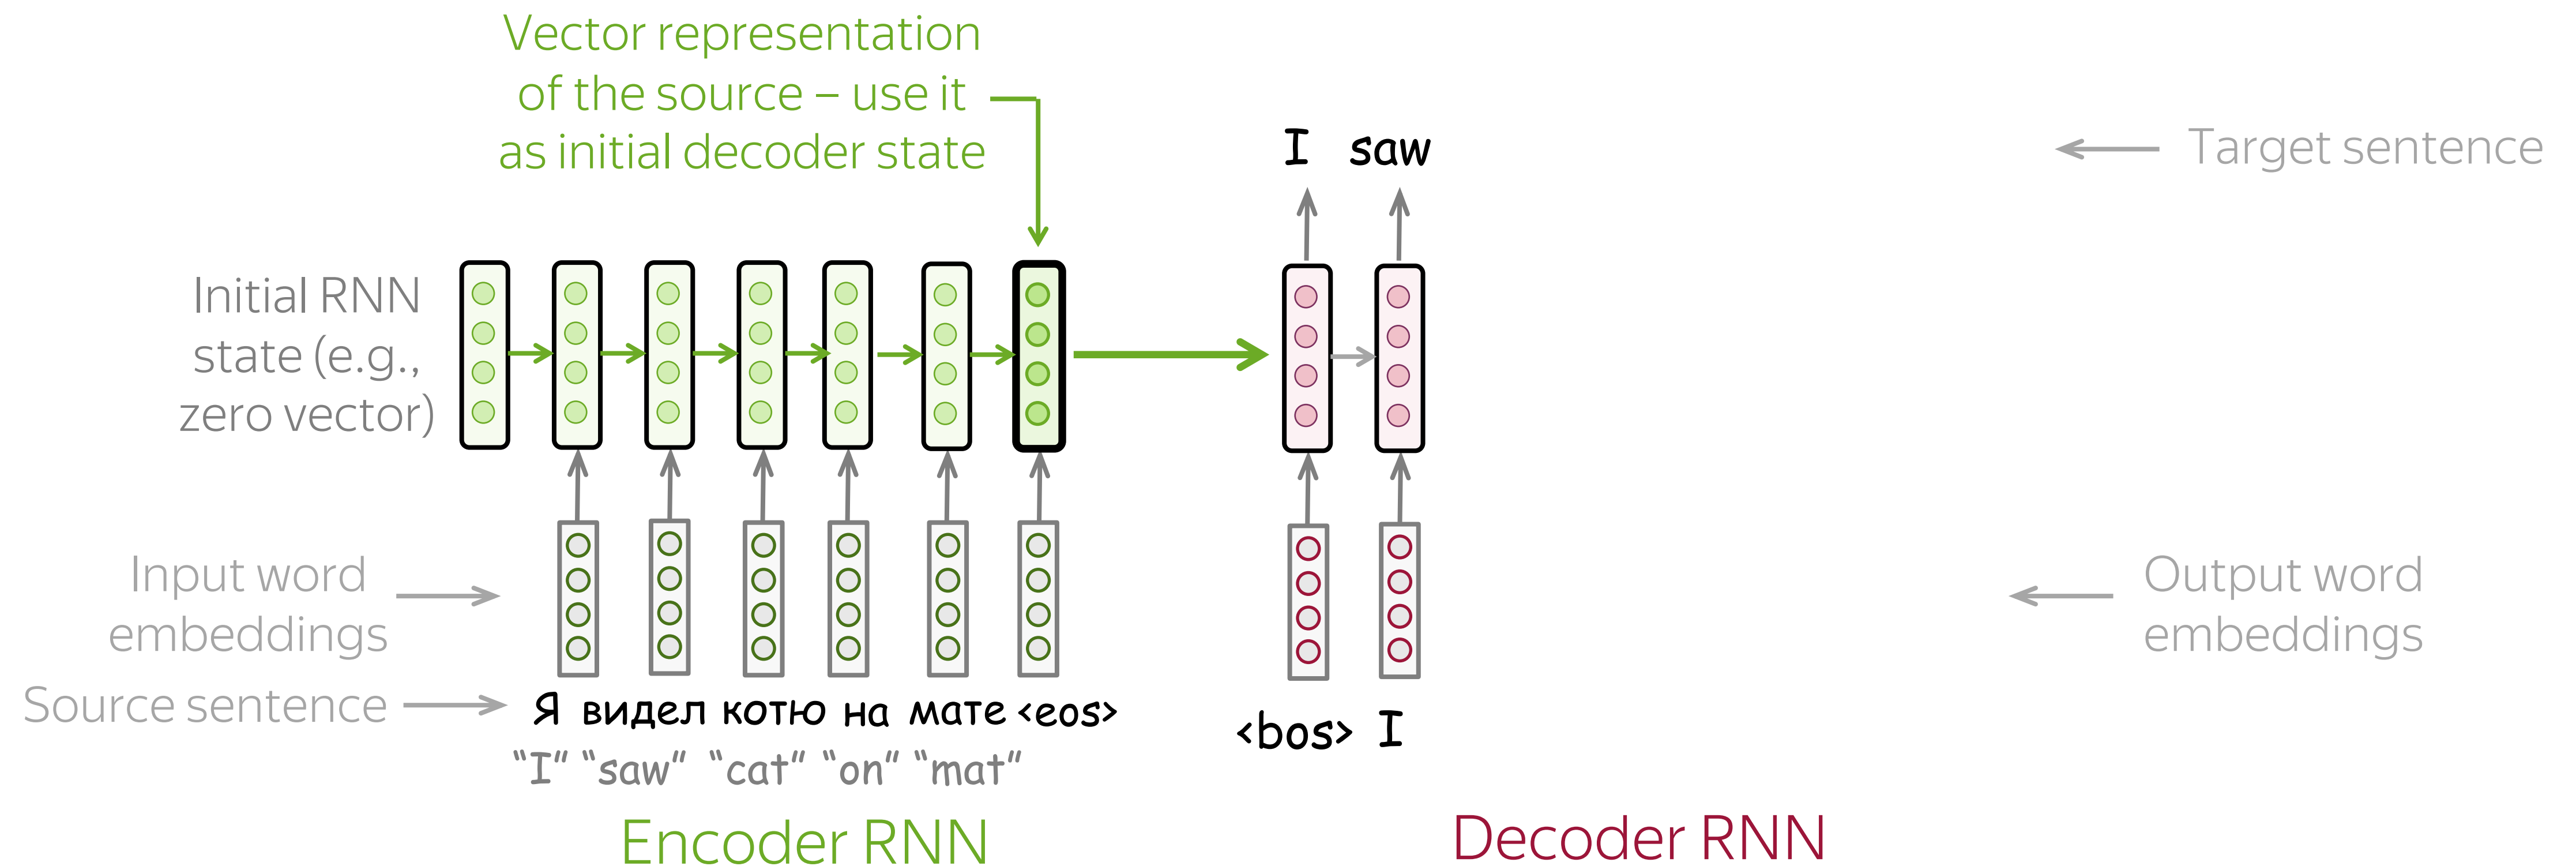 Vector representation
of the source – use it
as initial decoder state
I saw
Target sentence
Initial RNN
state (e.g.,
zero vector)
Input word
embeddings
Output word
embeddings
Source sentence
Я видел котю на мате <eos>
"I" "saw" "cat" "on" "mat"
<bos> I
Encoder RNN
Decoder RNN